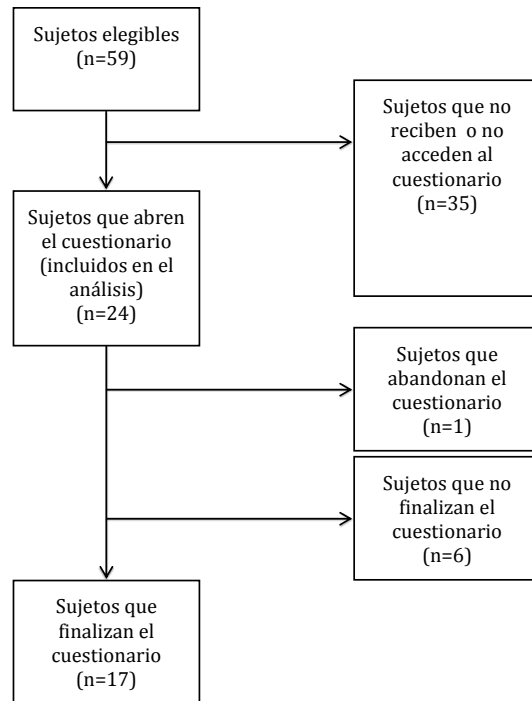 Sujetos elegibles
(n=59)
Sujetos que no
reciben o no
acceden al
cuestionario
(n=35)
Sujetos que abren
el cuestionario
(incluidos en el
análisis)
(n=24)
Sujetos que
abandonan el
cuestionario
(n=1)
Sujetos que no
finalizan el
cuestionario
(n=6)
Sujetos que
finalizan el
cuestionario
(n=17)